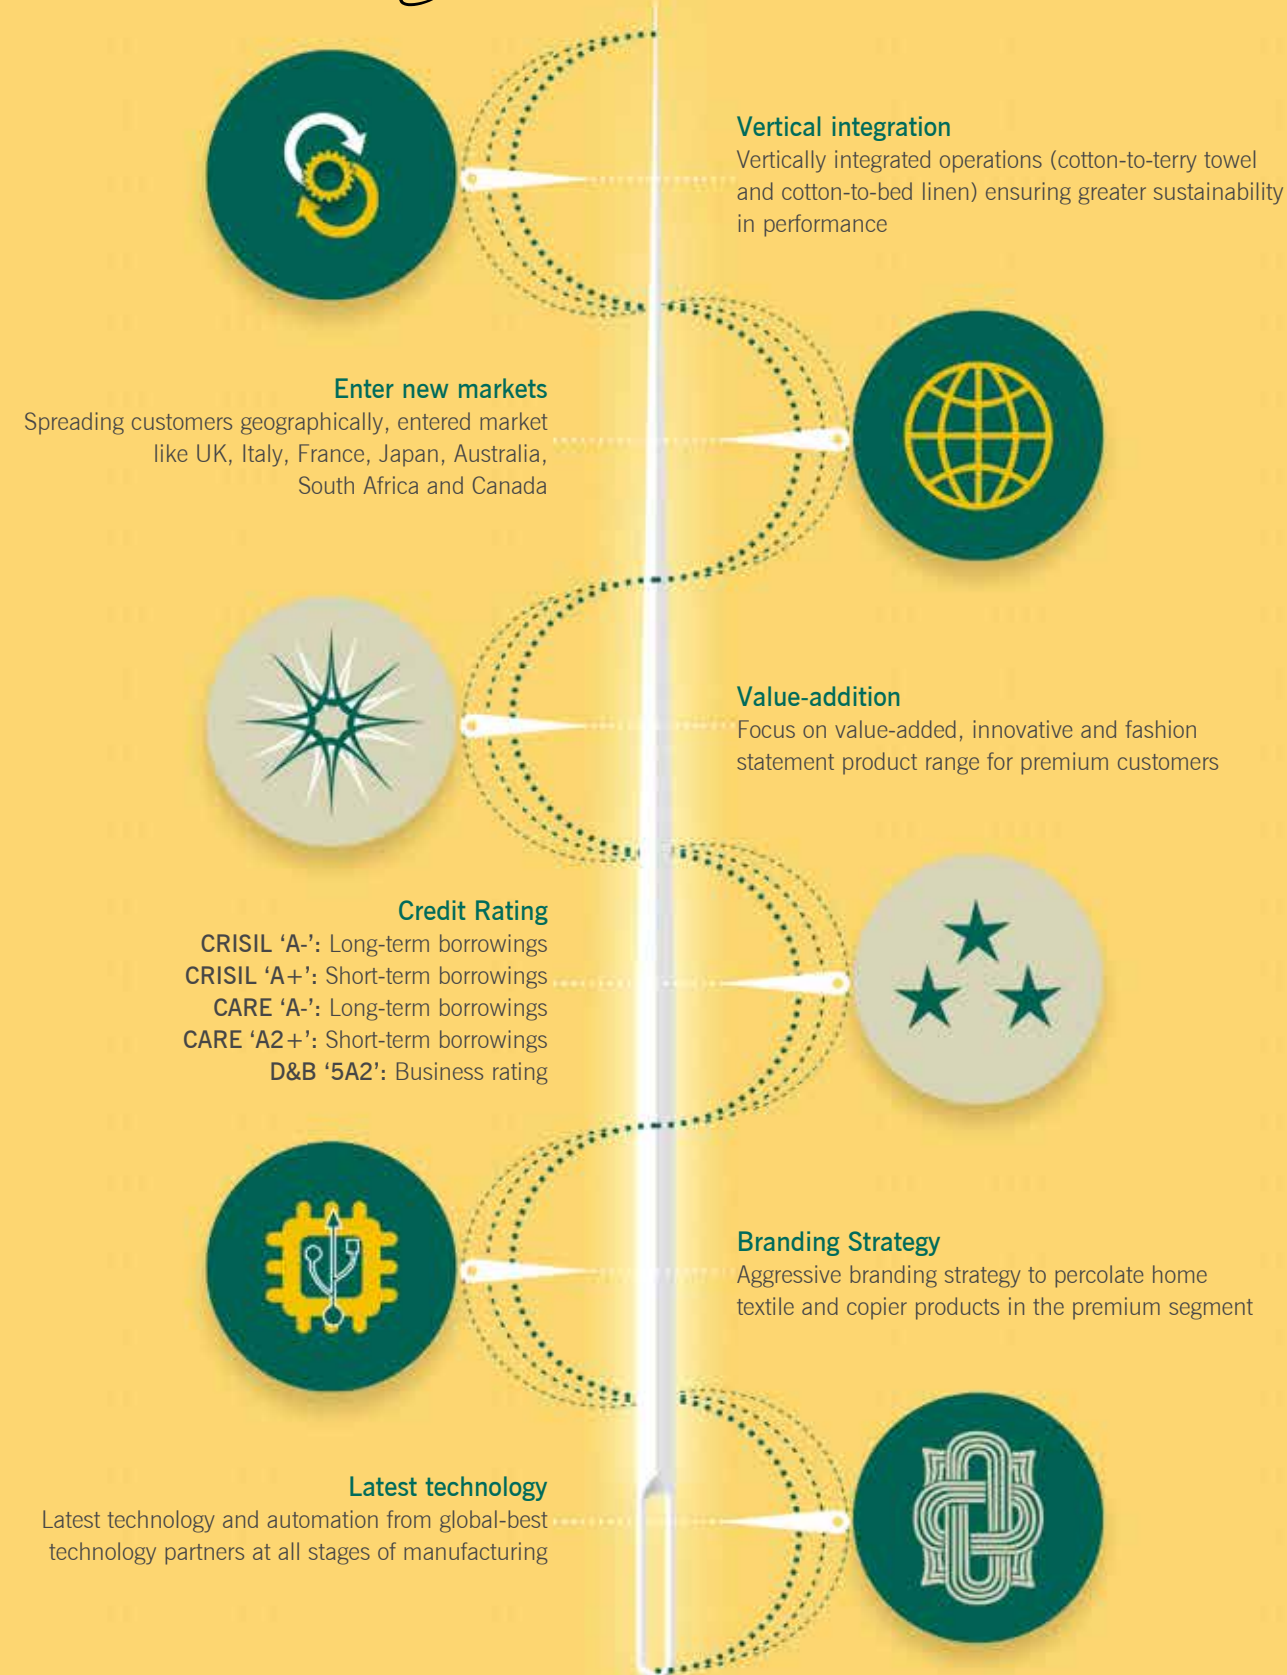 Vertical integration
Vertically integrated operations (cotton-to-terry towel
and cotton-to-bed linen) ensuring greater sustainability
in performance
Enter new markets
Spreading customers geographically, entered market
like UK, Italy, France, Japan, Australia,
South Africa and Canada
Value-addition
Focus on value-added, innovative and fashion
statement product range for premium customers
Credit Rating
CRISIL ‘A-’: Long-term borrowings
CRISIL ‘A+’: Short-term borrowings
CARE ‘A-’: Long-term borrowings
CARE ‘A2+’: Short-term borrowings
D&B ‘5A2’: Business rating
Branding Strategy
Aggressive branding strategy to percolate home
textile and copier products in the premium segment
Latest technology
Latest technology and automation from global-best
technology partners at all stages of manufacturing